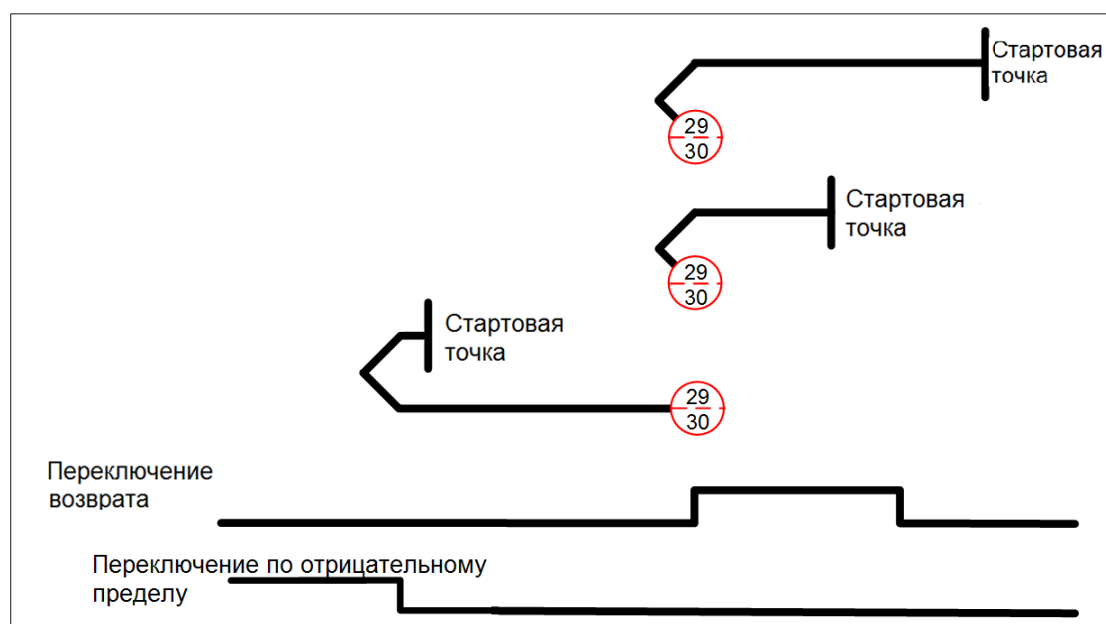 Стартовая
точка
29
30
Стартовая
точка
29
30
Стартовая
точка
29
30
Переключение
возврата
Переключение по отрицательному
пределу